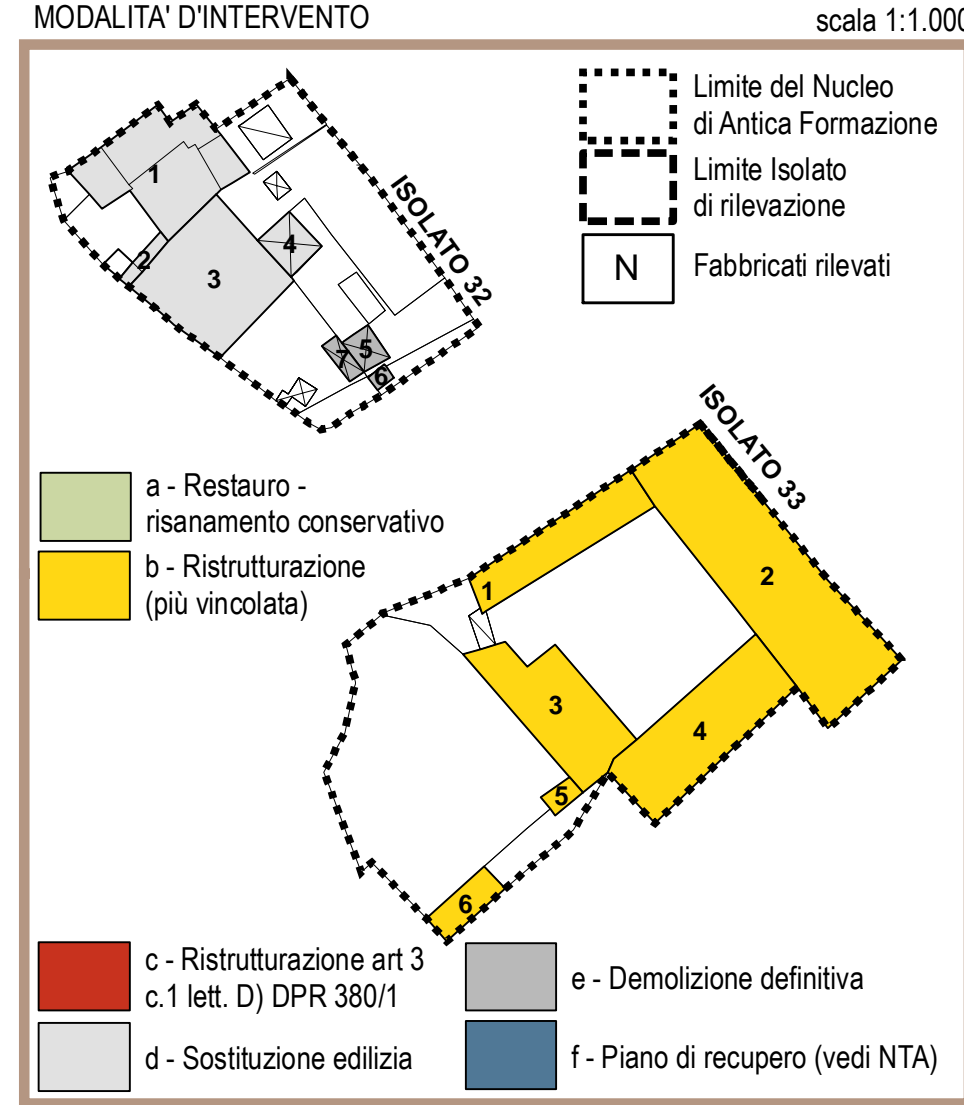 MODALITA' D'INTERVENTO
scala 1:1.000
Limite del Nucleo
di Antica Formazione
Limite Isolato
di rilevazione
N
Fabbricati rilevati
ISOLATO 32
1
2
3
4
5
6
7
a - Restauro -
risanamento conservativo
b - Ristrutturazione
(più vincolata)
ISOLATO 33
1
2
3
4
5
6
c - Ristrutturazione art 3
c.1 lett. D) DPR 380/1
d - Sostituzione edilizia
e - Demolizione definitiva
f - Piano di recupero (vedi NTA)